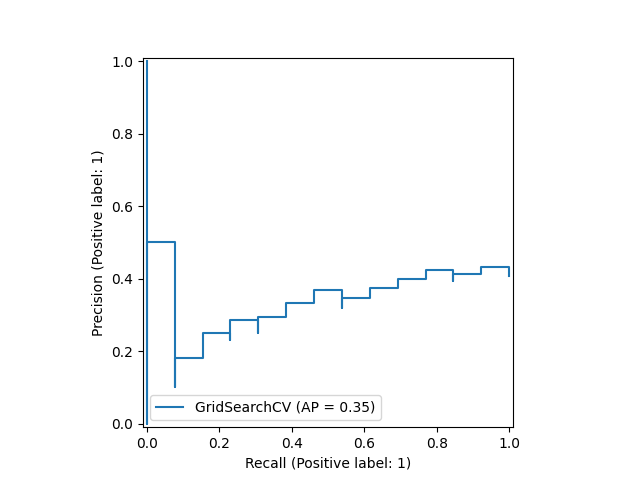 1.0
0.8
0.6
0.4
0.2
0.0
Precision (Positive label: 1)
GridSearchCV (AP = 0.35)
0.0 0.2 0.4 0.6 0.8 1.0
Recall (Positive label: 1)